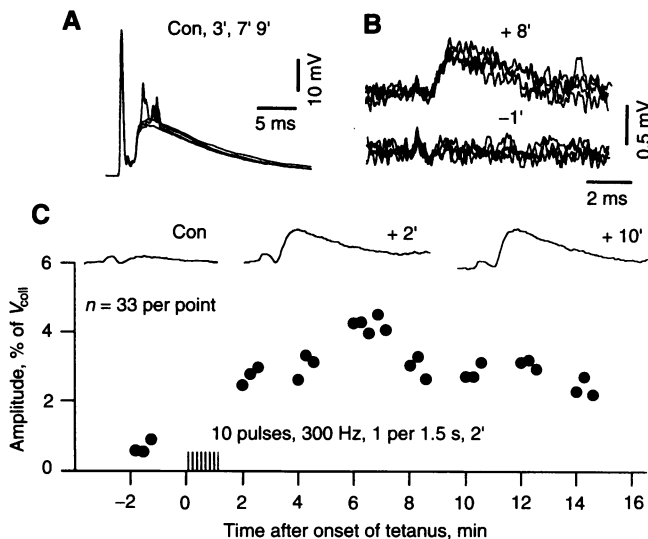 A
Con, 3', 7' 9'
10 mV
5 ms
B
+ 8'
−1'
0.5 mV
2 ms
C
Con
+ 2'
+ 10'
n = 33 per point
10 pulses, 300 Hz, 1 per 1.5 s, 2'
Amplitude, % of Vcoll
6
4
2
0
−2 0 2 4 6 8 10 12 14 16
Time after onset of tetanus, min